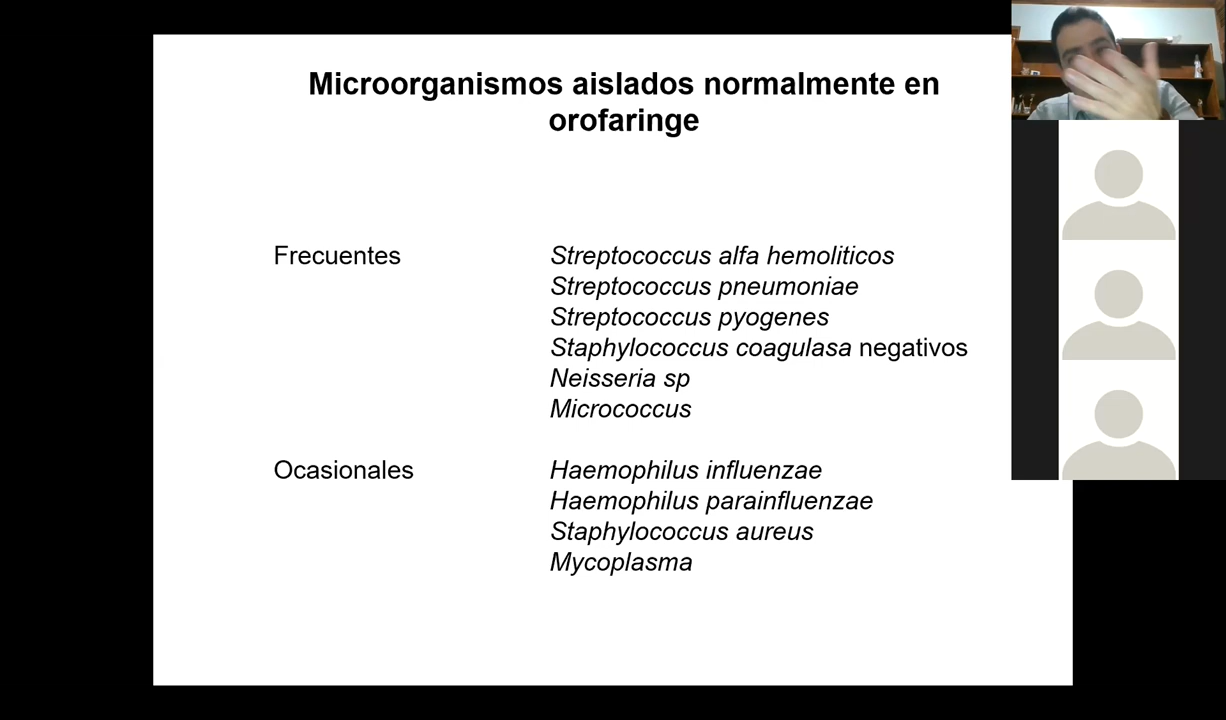 Microorganismos aislados normalmente en
orofaringe
Frecuentes
Streptococcus alfa hemoliticos
Streptococcus pneumoniae
Streptococcus pyogenes
Staphylococcus coagulasa negativos
Neisseria sp
Micrococcus
Ocasionales
Haemophilus influenzae
Haemophilus parainfluenzae
Staphylococcus aureus
Mycoplasma